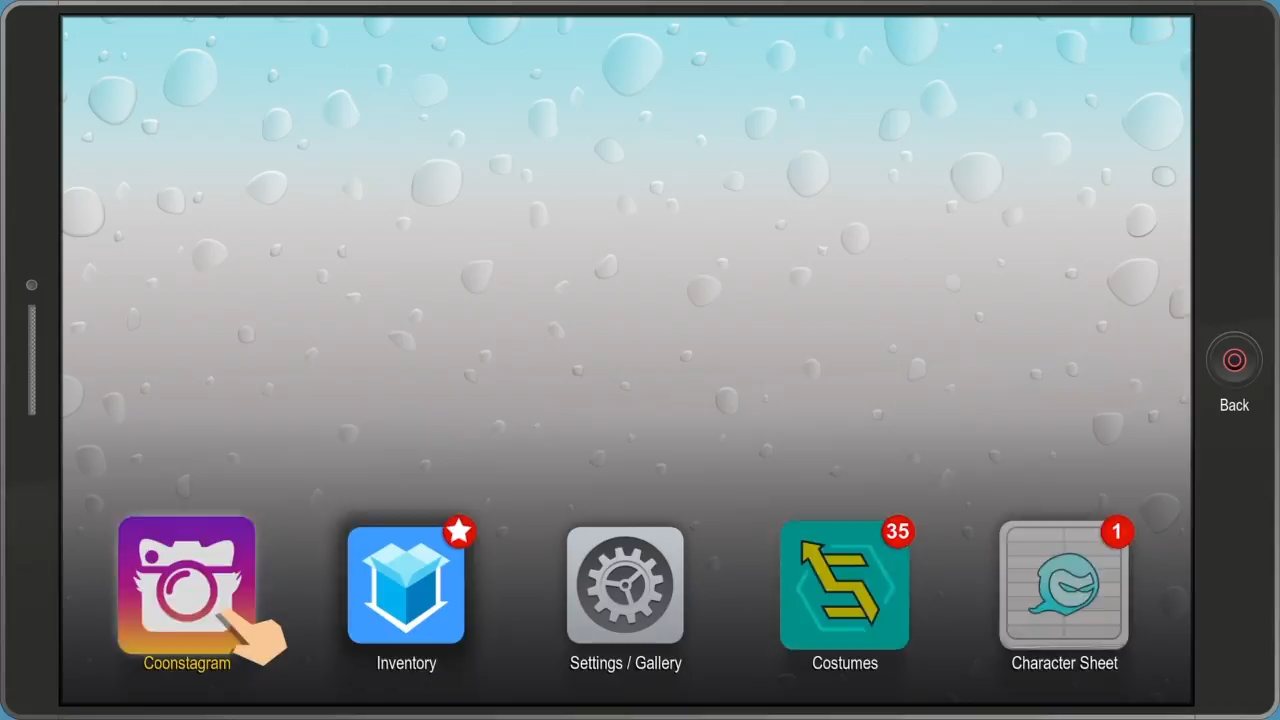 Back
35
1
Coonstagram
Inventory
Settings / Gallery
Costumes
Character Sheet